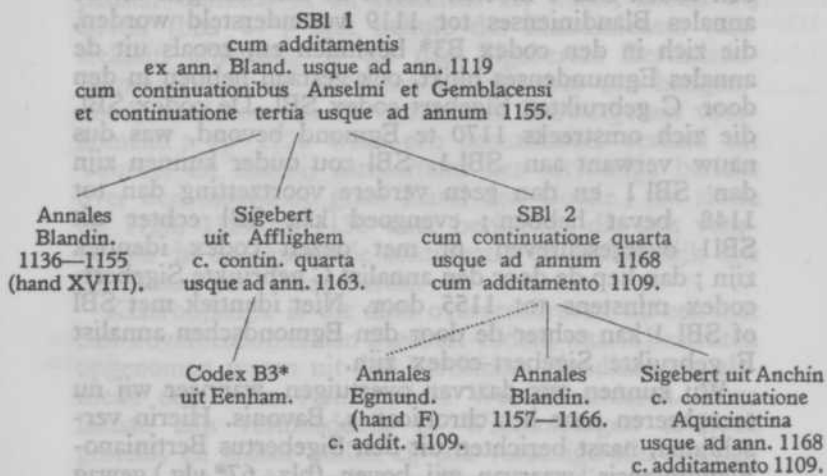 SBl 1
cum additamentis
ex ann. Bland. usque ad ann. 1119
cum continuationibus Anselmi et Gemblacensi
et continuatione tertia usque ad annum 1155.
Annales
Blandin.
1136—1155
(hand XVIII).
Sigebert
uit Afflighem
c. contin. quarta
usque ad ann. 1163.
SBl 2
cum continuatione quarta
usque ad annum 1168
cum additamento 1109.
Codex B3*
uit Eenham.
Annales
Egmund.
(hand F)
c. addit. 1109.
Annales
Blandin.
1157—1166.
Sigebert uit Anchin
c. continuatione
Aquicinctina
usque ad ann. 1168
c. additamento 1109.